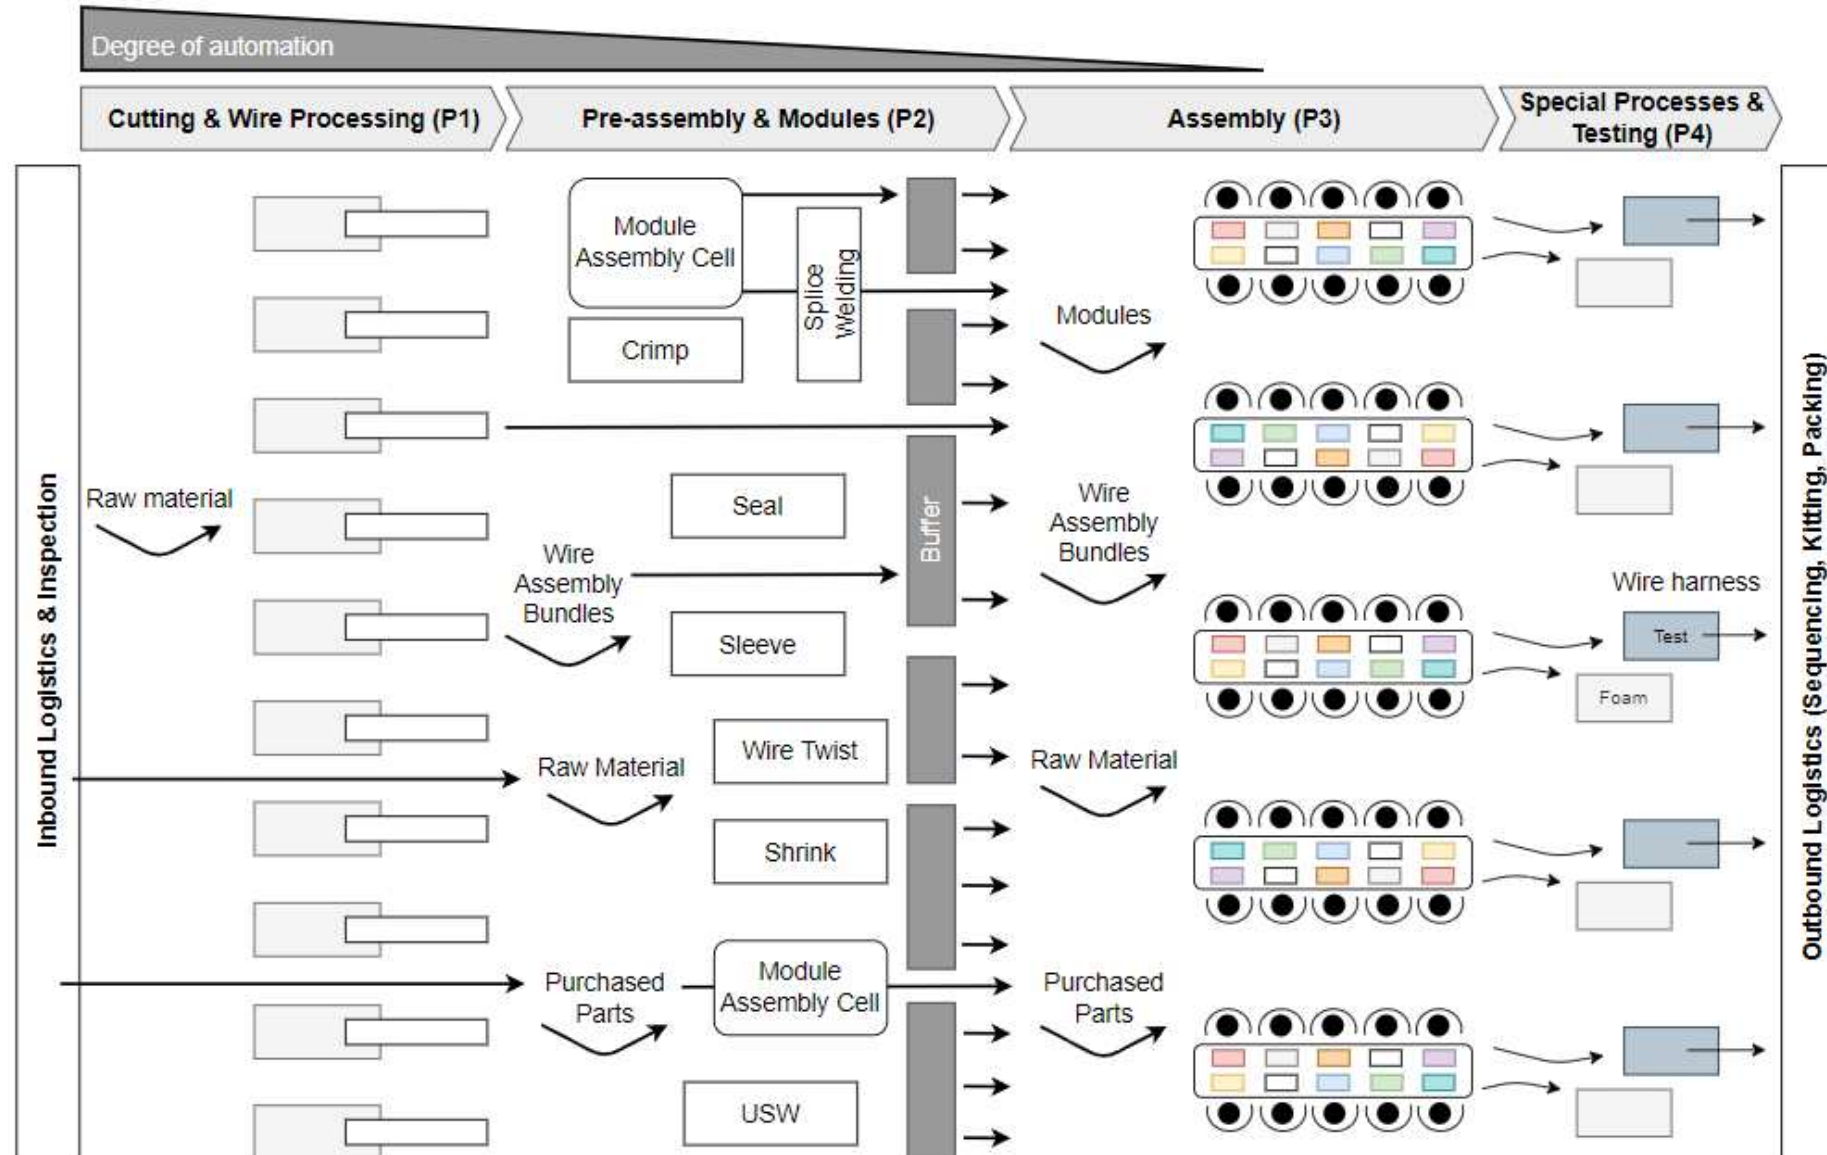 Degree of automation
Cutting & Wire Processing (P1)
Pre-assembly & Modules (P2)
Assembly (P3)
Special Processes &
Testing (P4)
Inbound Logistics & Inspection
Raw material
Module
Assembly Cell
Splice
Welding
Crimp
Seal
Wire
Assembly
Bundles
Sleeve
Buffer
Raw Material
Wire Twist
Shrink
Purchased
Parts
Module
Assembly Cell
USW
Modules
Wire
Assembly
Bundles
Raw Material
Purchased
Parts
Wire harness
Test
Foam
Outbound Logistics (Sequencing, Kitting, Packing)